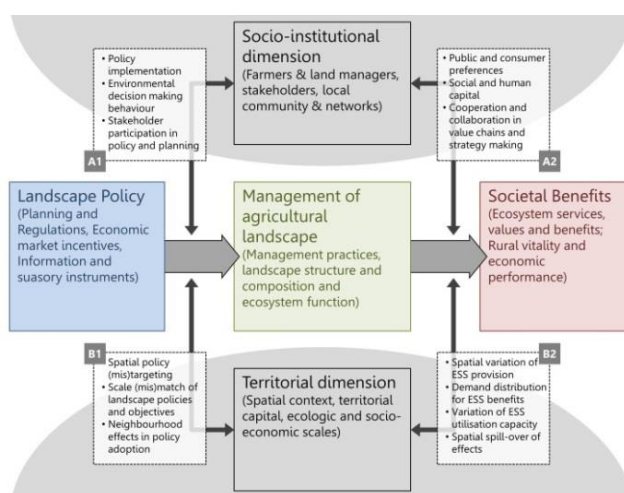 Socio-institutional
dimension
(Farmers & land managers,
stakeholders, local
community & networks)
• Policy
implementation
• Environmental
decision making
behaviour
• Stakeholder
participation in
policy and planning
A1
• Public and consumer
preferences
• Social and human
capital
• Cooperation and
collaboration in
value chains and
strategy making
A2
Landscape Policy
(Planning and
Regulations, Economic
market incentives,
Information and
suasory instruments)
Management of
agricultural
landscape
(Management practices,
landscape structure and
composition and
ecosystem function)
Societal Benefits
(Ecosystem services,
values and benefits;
Rural vitality and
economic
performance)
B1
Spatial policy
(mis)targeting
• Scale (mis)match of
landscape policies
and objectives
• Neighbourhood
effects in policy
adoption
Territorial dimension
(Spatial context, territorial
capital, ecologic and socio-
economic scales)
B2
• Spatial variation of
ESS provision
• Demand distribution
for ESS benefits
• Variation of ESS
utilisation capacity
• Spatial spill-over of
effects